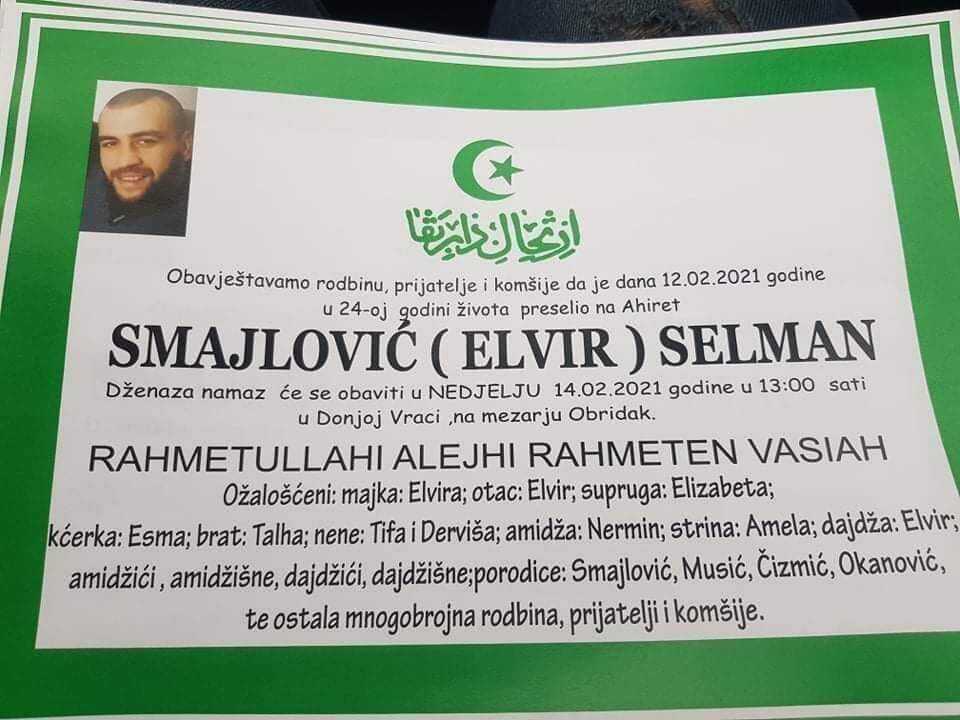 ارتحال دار بقا
Obavještavamo rodbinu, prijatelje i komšije da je dana 12.02.2021 godine
u 24-oj godini života preselio na Ahiret
SMAJLOVIĆ ( ELVIR ) SELMAN
Dženaza namaz će se obaviti u NEDJELJU 14.02.2021 godine u 13:00 sati
u Donjoj Vraci ,na mezarju Obridak.
RAHMETULLAHI ALEJHI RAHMETEN VASIAH
Ožalošćeni: majka: Elvira; otac: Elvir; supruga: Elizabeta;
kćerka: Esma; brat: Talha; nene: Tifa i Derviša; amidža: Nermin; strina: Amela; dajdža: Elvir;
amidžići , amidžišne, dajdžići, dajdžišne;porodice: Smajlović, Musić, Čizmić, Okanović,
te ostala mnogobrojna rodbina, prijatelji i komšije.